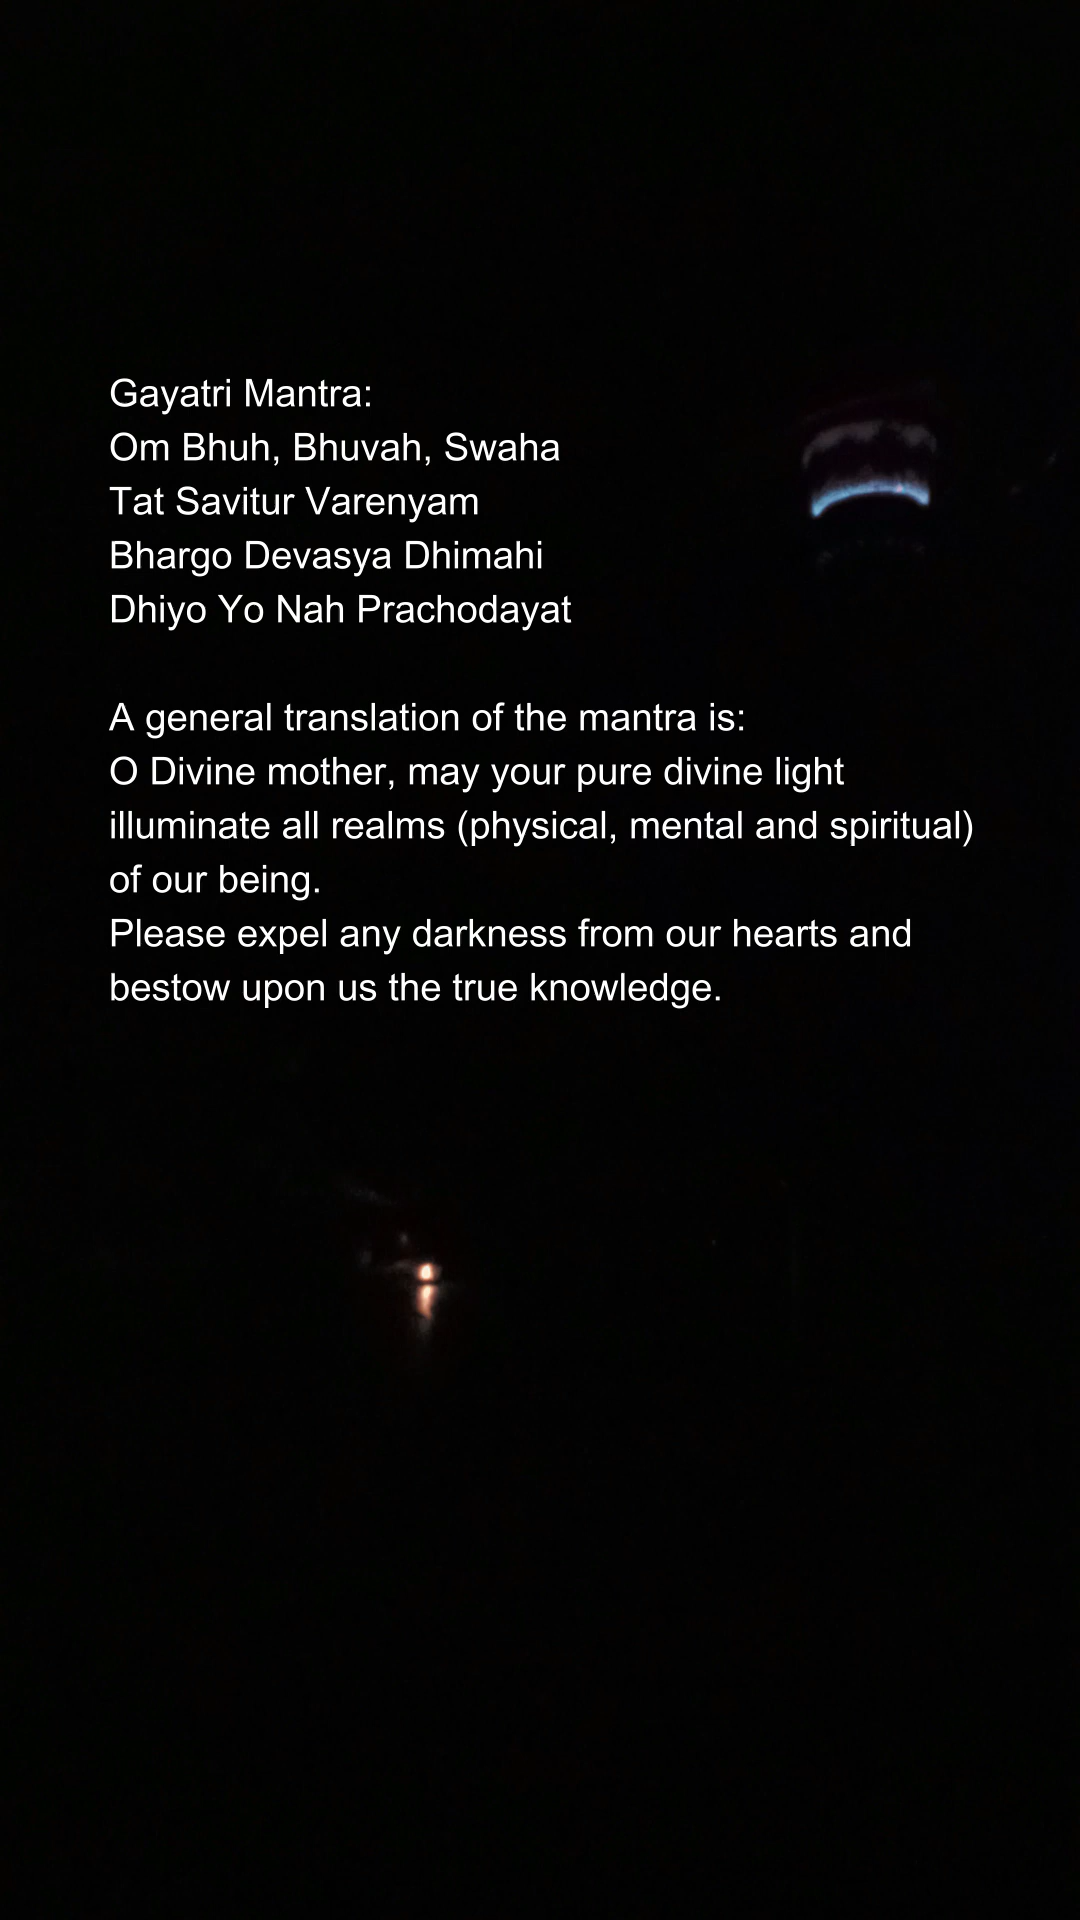 Gayatri Mantra:
Om Bhuh, Bhuvah, Swaha
Tat Savitur Varenyam
Bhargo Devasya Dhimahi
Dhiyo Yo Nah Prachodayat
A general translation of the mantra is:
O Divine mother, may your pure divine light
illuminate all realms (physical, mental and spiritual)
of our being.
Please expel any darkness from our hearts and
bestow upon us the true knowledge.